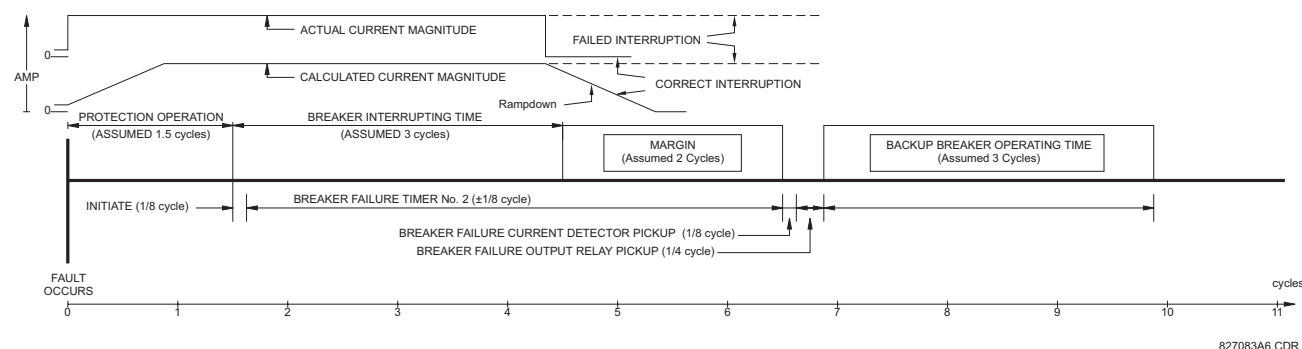 ACTUAL CURRENT MAGNITUDE
FAILED INTERRUPTION
0
AMP
CALCULATED CURRENT MAGNITUDE
CORRECT INTERRUPTION
Rampdown
0
PROTECTION OPERATION
(ASSUMED 1.5 cycles)
BREAKER INTERRUPTING TIME
(ASSUMED 3 cycles)
MARGIN
(Assumed 2 Cycles)
BACKUP BREAKER OPERATING TIME
(Assumed 3 Cycles)
INITIATE (1/8 cycle)
BREAKER FAILURE TIMER No. 2 (±1/8 cycle)
BREAKER FAILURE CURRENT DETECTOR PICKUP (1/8 cycle)
BREAKER FAILURE OUTPUT RELAY PICKUP (1/4 cycle)
FAULT
OCCURS
cycles
0 1 2 3 4 5 6 7 8 9 10 11
827083A6.CDR